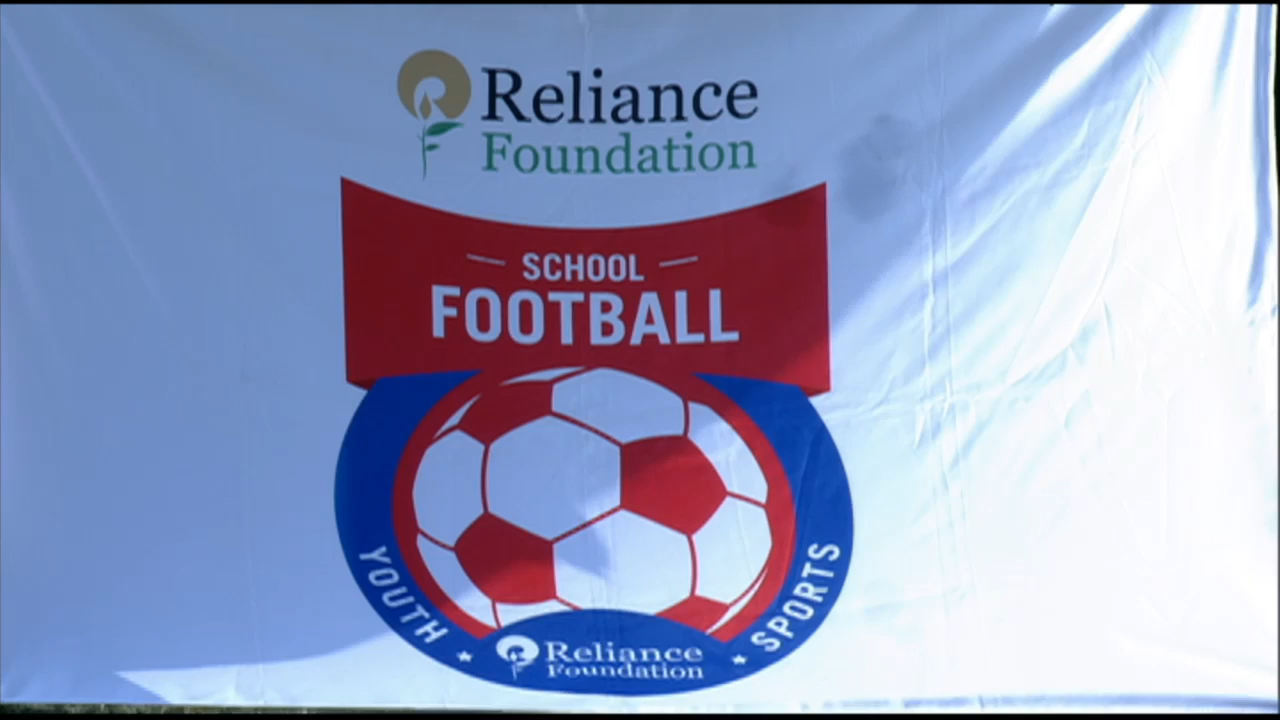 Reliance
Foundation
SCHOOL
FOOTBALL
YOUTH
SPORTS
Reliance
Foundation